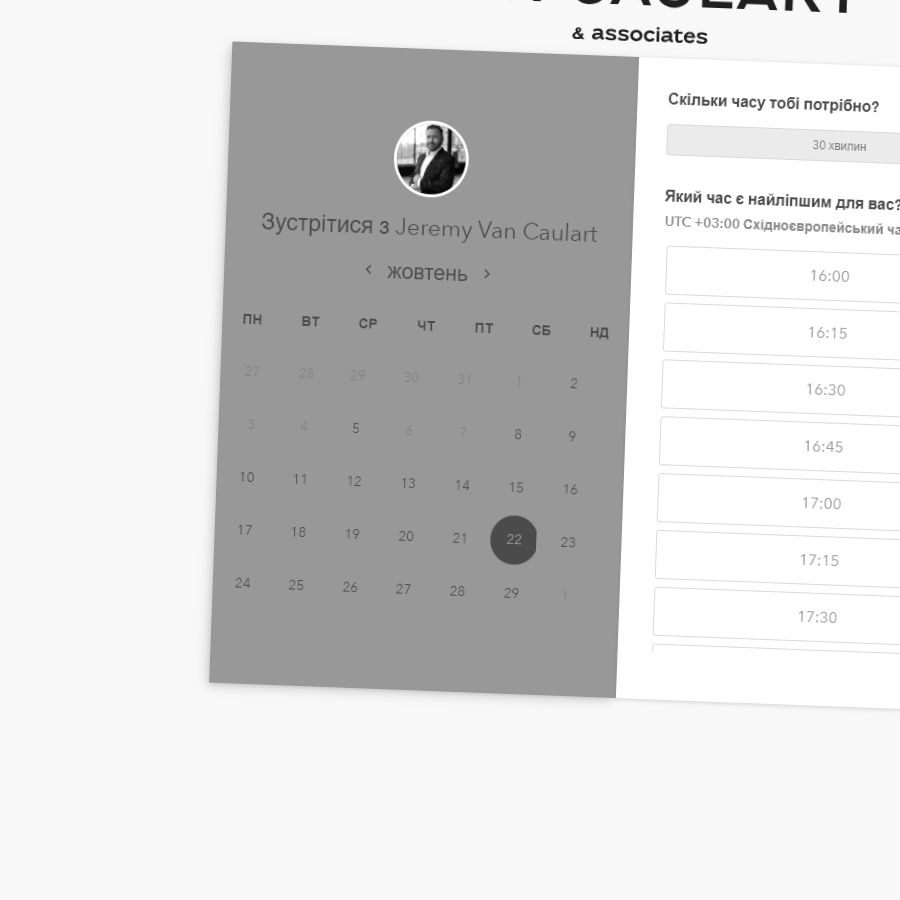 & associates
Зустрітися з Jeremy Van Caulart
жовтень
ПН ВТ СР ЧТ ПТ СБ НД
27 28 29 30 31 1 2
3 4 5 6 7 8 9
10 11 12 13 14 15 16
17 18 19 20 21 22 23
24 25 26 27 28 29 1
Скільки часу тобі потрібно?
30 хвилин
Який час є найліпшим для вас?
UTC +03:00 Східноєвропейський
16:00
16:15
16:30
16:45
17:00
17:15
17:30